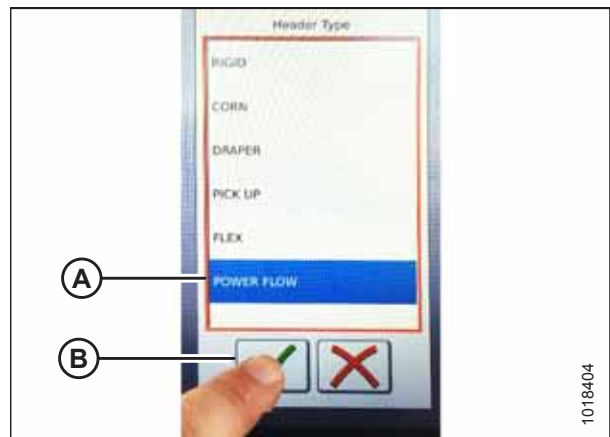 Header Type
RIGID
CORN
DRAPER
PICK UP
FLEX
A
POWER FLOW
B
1018404